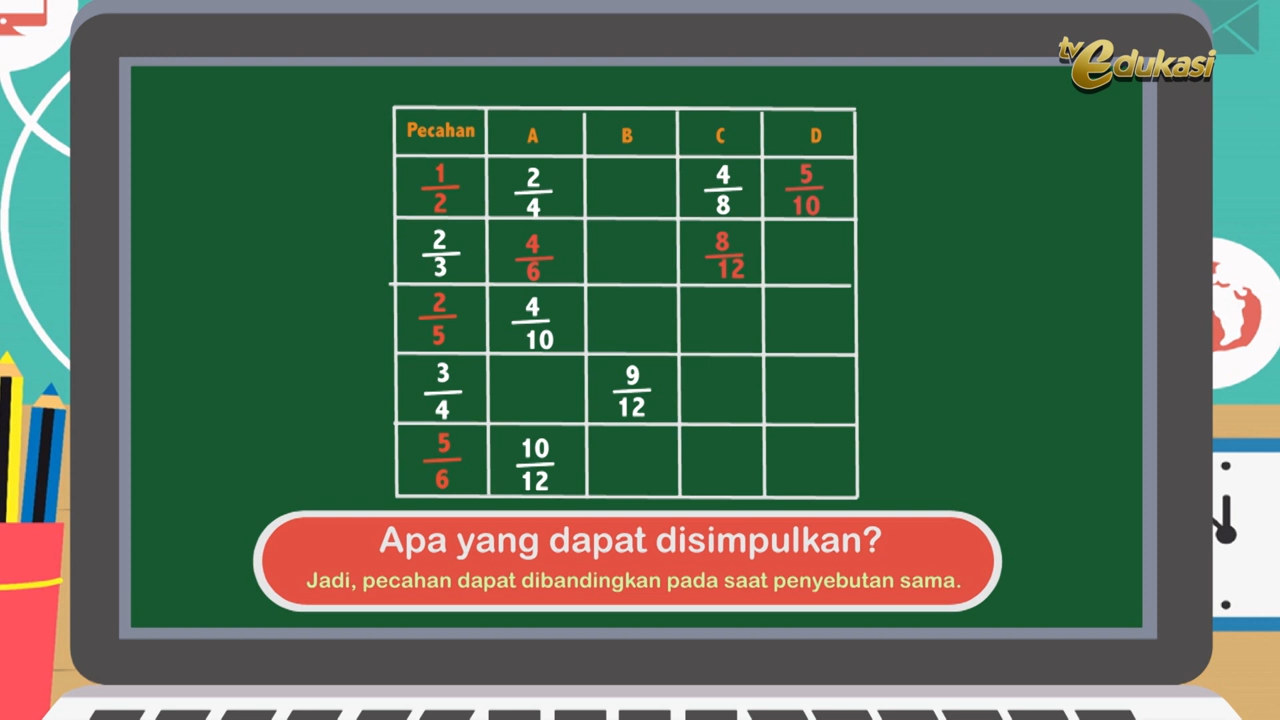 tv edukasi
Pecahan A B C D
1/2 2/4 4/8 5/10
2/3 4/6 8/12
2/5 4/10
3/4 9/12
5/6 10/12
Apa yang dapat disimpulkan?
Jadi, pecahan dapat dibandingkan pada saat penyebutan sama.